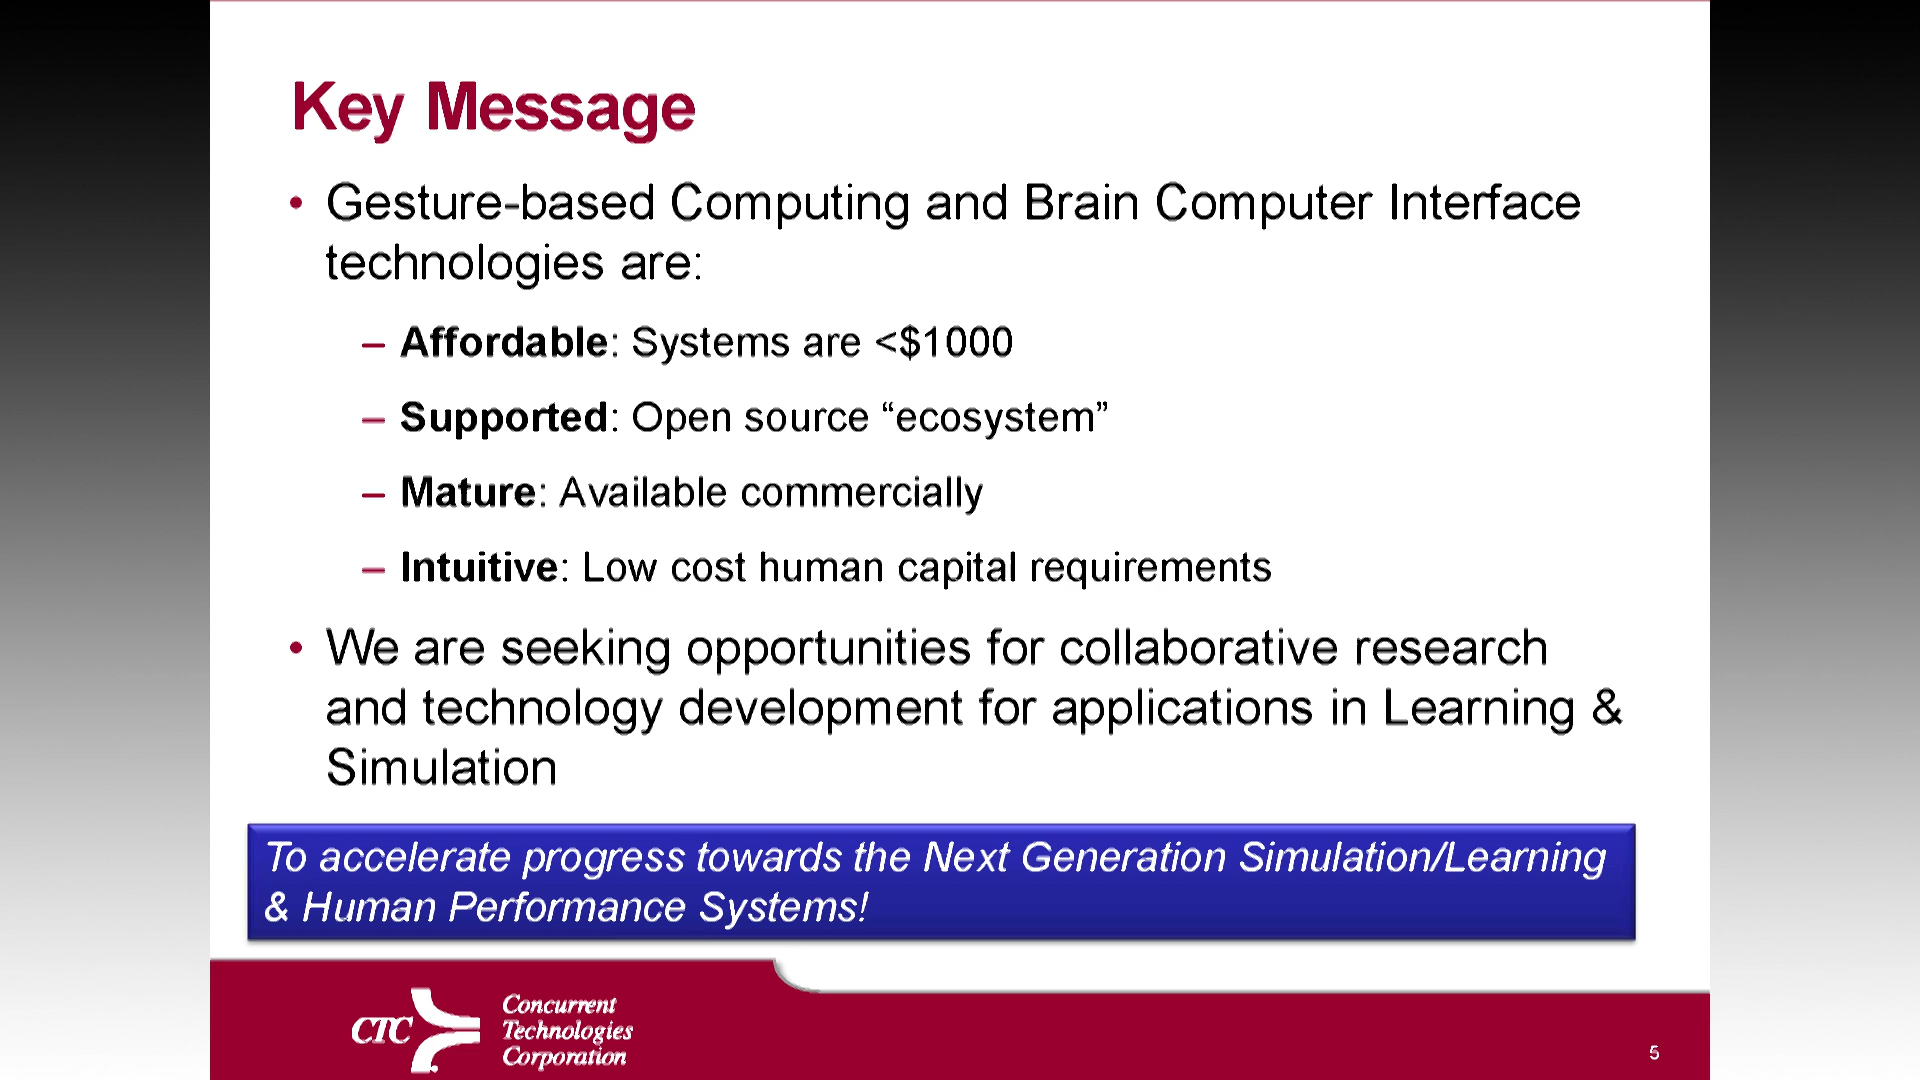 Key Message
• Gesture-based Computing and Brain Computer Interface
technologies are:
– Affordable: Systems are <$1000
– Supported: Open source “ecosystem”
– Mature: Available commercially
– Intuitive: Low cost human capital requirements
• We are seeking opportunities for collaborative research
and technology development for applications in Learning &
Simulation
To accelerate progress towards the Next Generation Simulation/Learning
& Human Performance Systems!
CTC
Concurrent
Technologies
Corporation
5